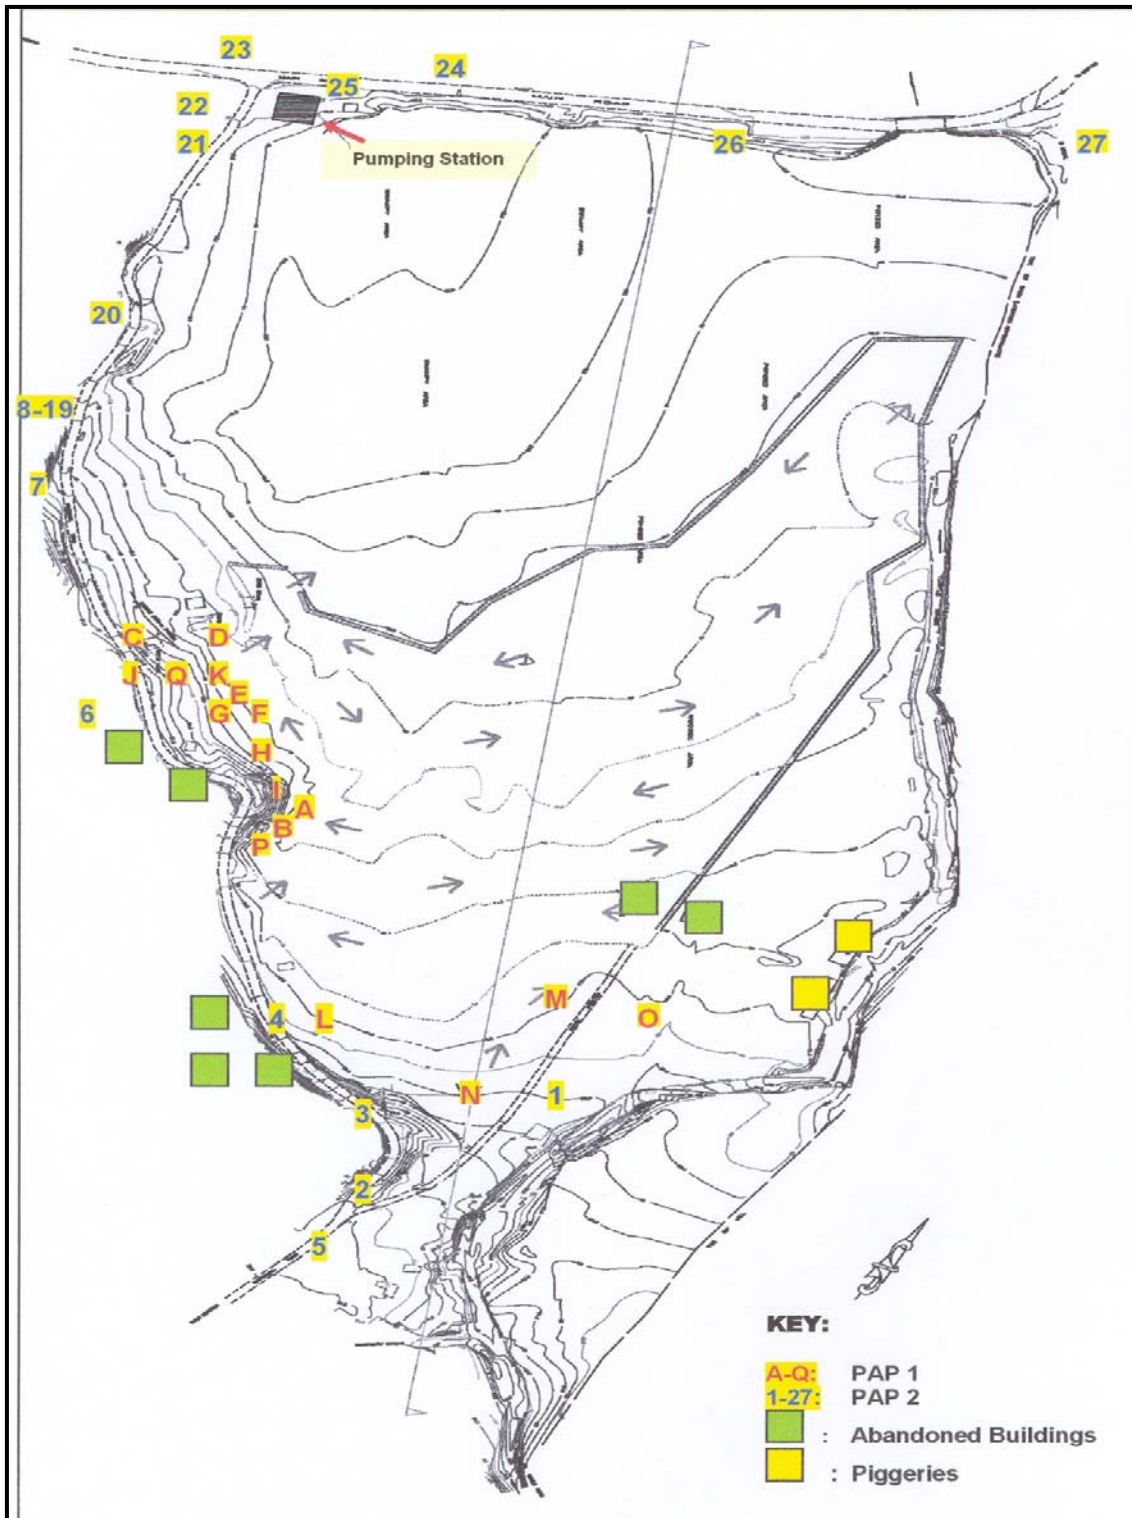 23
24
25
22
21
26
27
Pumping Station
20
8-19
7
C
D
J
Q
K
E
6
G
F
H
I
A
B
P
M
4
L
O
N
1
3
2
5
KEY:
A-Q: PAP 1
1-27: PAP 2
: Abandoned Buildings
: Piggeries